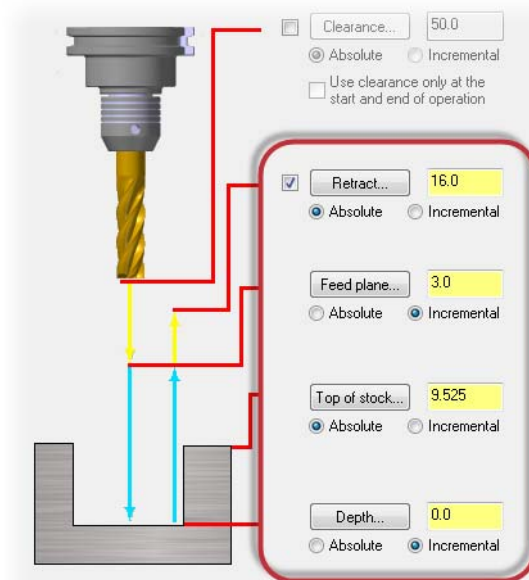 Clearance... 50.0
Absolute Incremental
Use clearance only at the
start and end of operation
Retract... 16.0
Absolute Incremental
Feed plane... 3.0
Absolute Incremental
Top of stock... 9.525
Absolute Incremental
Depth... 0.0
Absolute Incremental